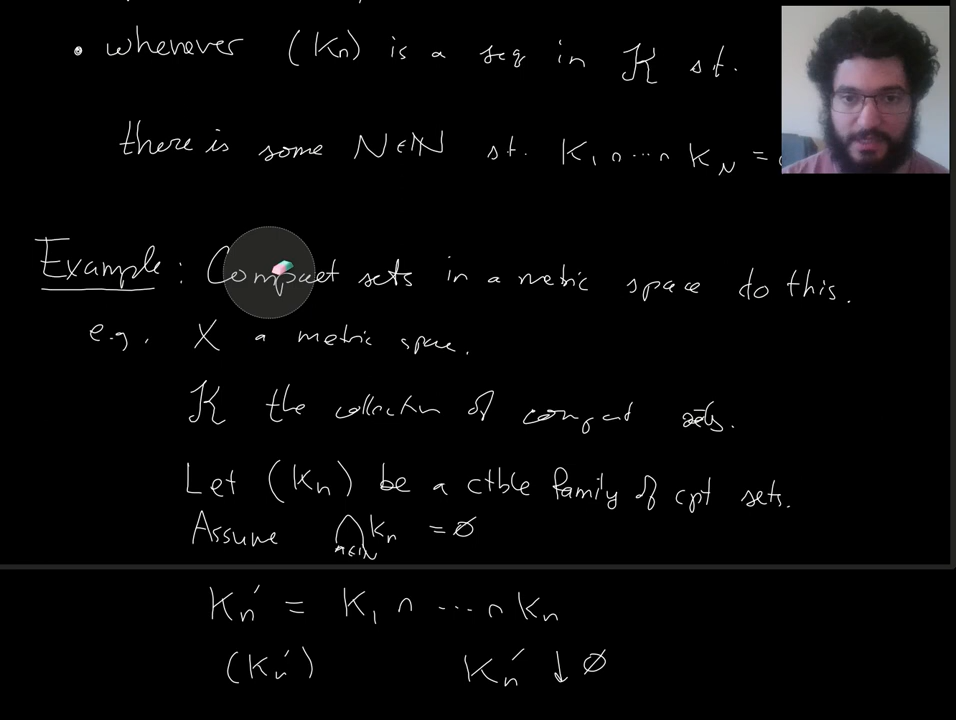 • whenever (Kn) is a seq in 𝒦 s.t.
there is some N∈ℕ st. K₁ ∩ ⋯ ∩ K_N =
Example: Compact sets in a metric space do this.
e.g. X a metric space.
𝒦 the collection of compact sets.
Let (Kn) be a ctble family of cpt sets.
Assume ⋂_{n∈ℕ} Kn = ∅
Kn′ = K₁ ∩ ⋯ ∩ Kn
(Kn′) Kn′ ↓ ∅